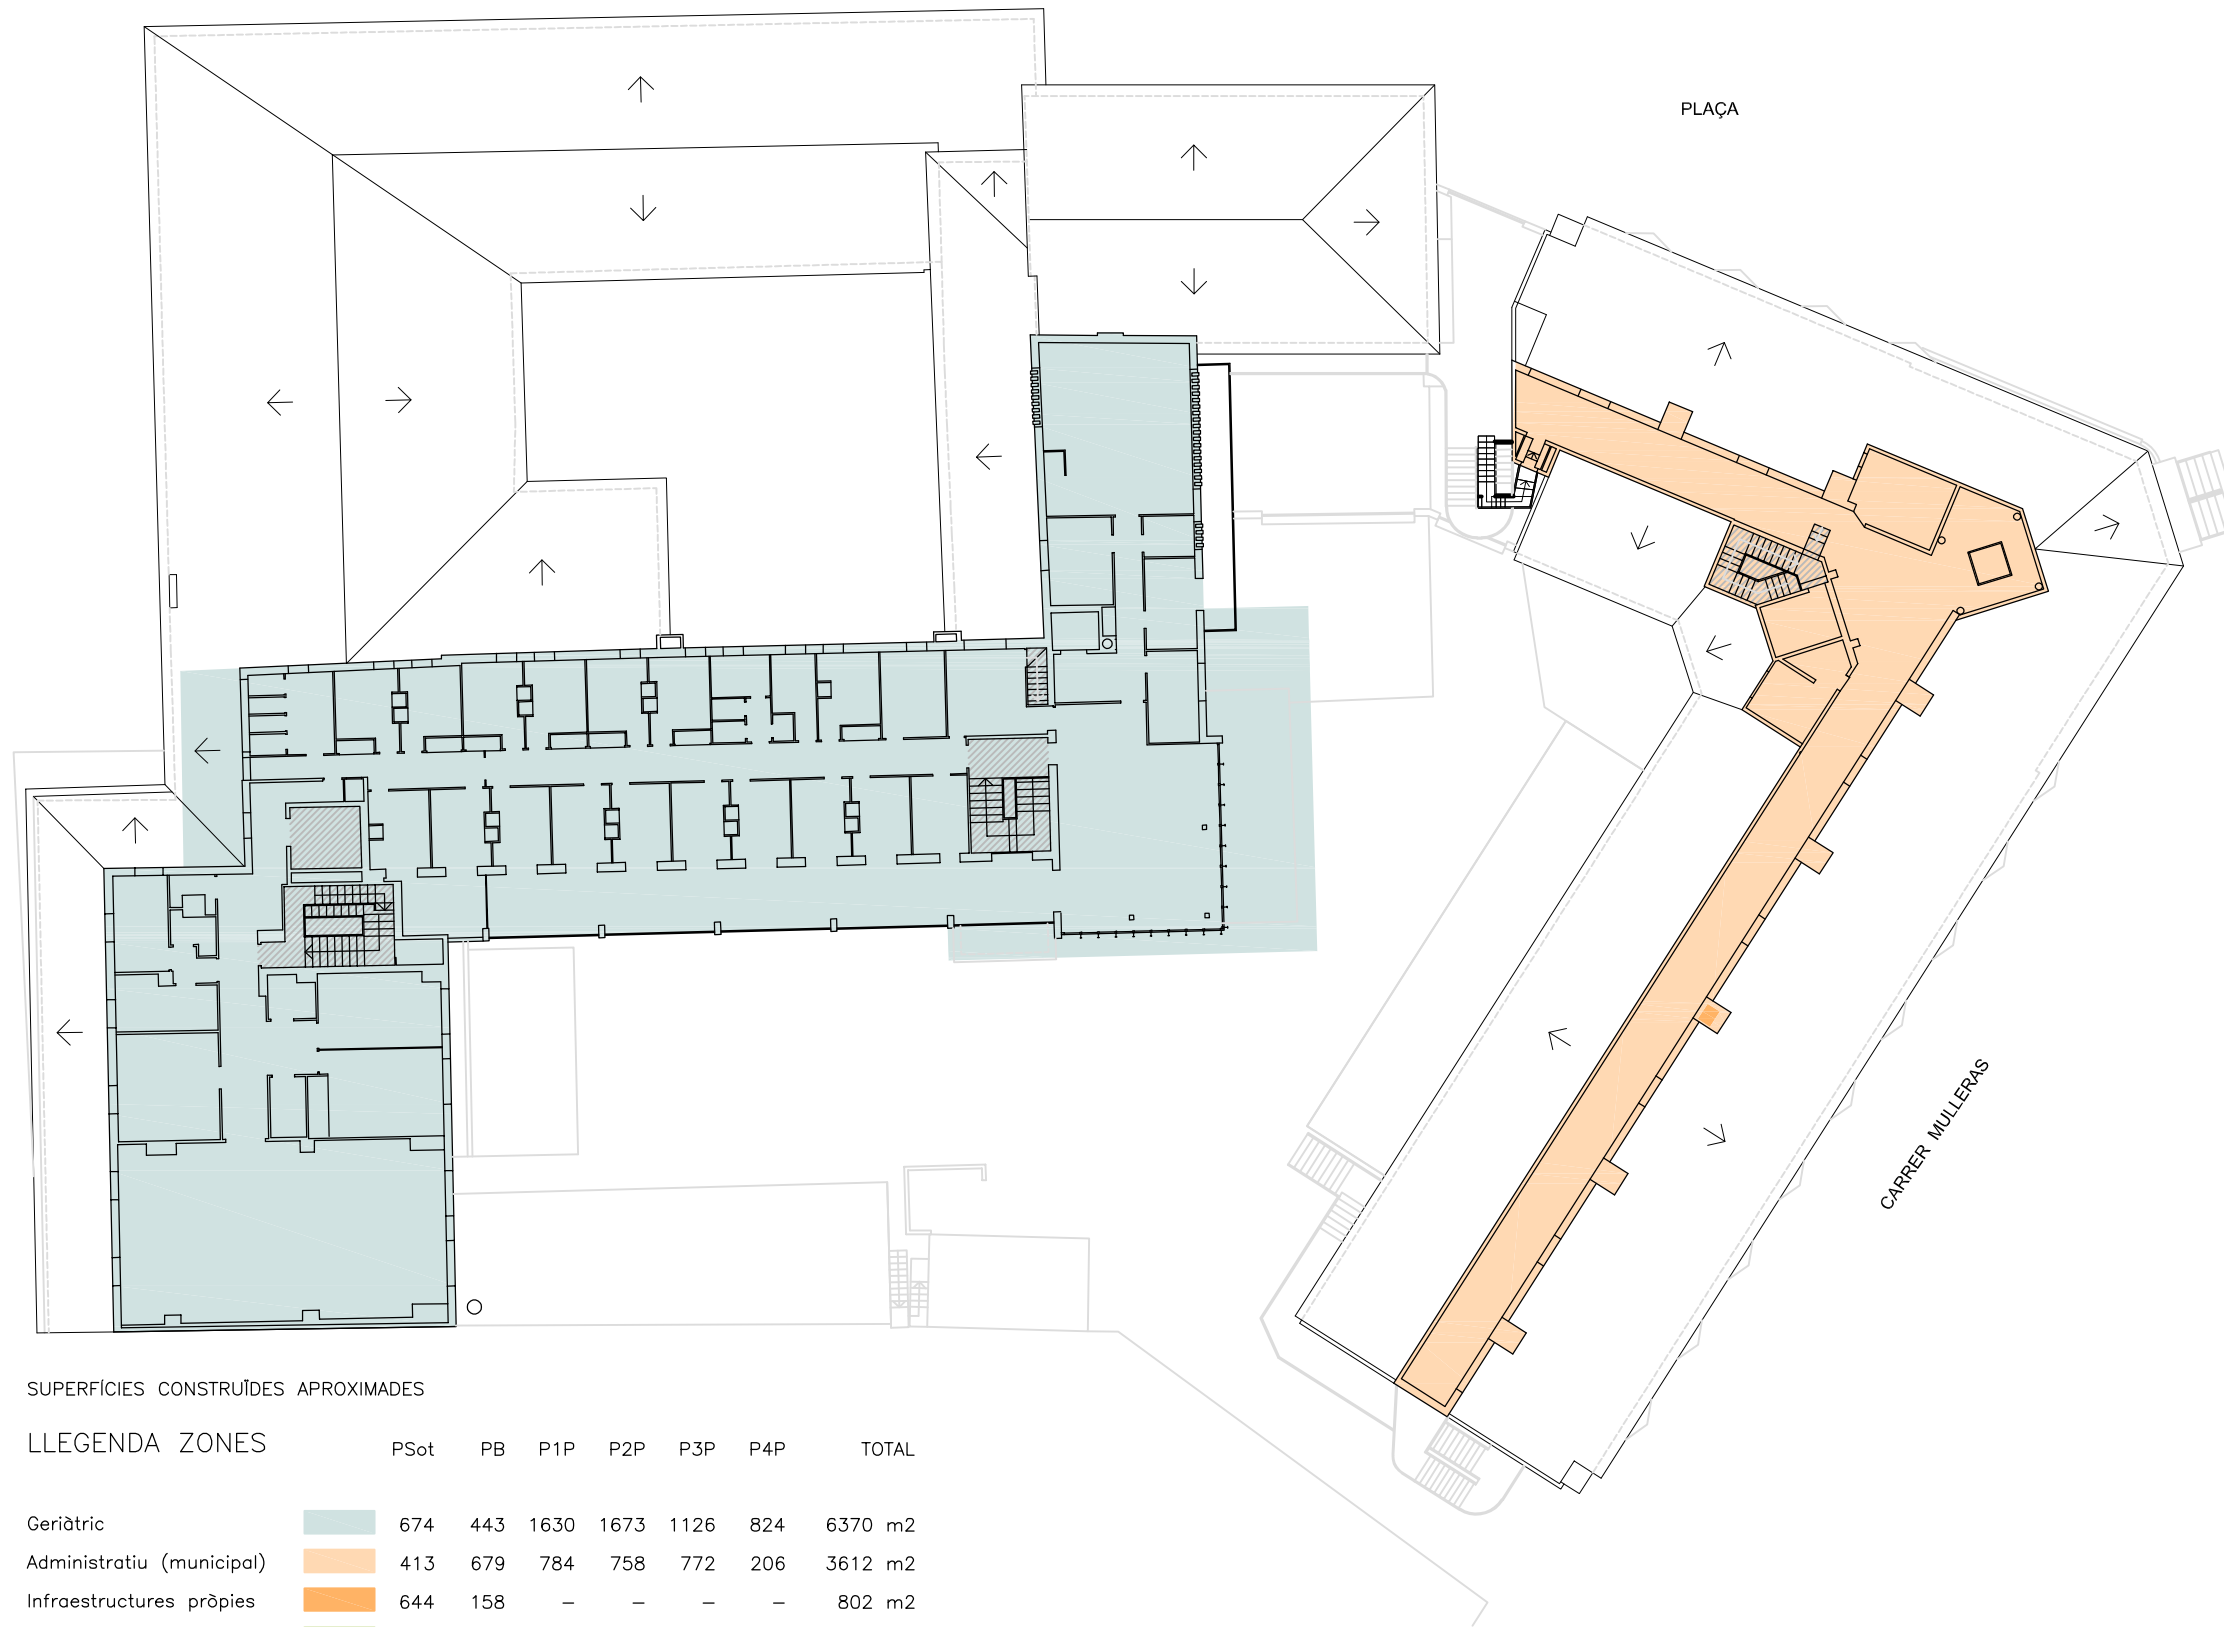 PLAÇA
CARRER MULLERAS
SUPERFÍCIES CONSTRUÏDES APROXIMADES
LLEGENDA ZONES PSot PB P1P P2P P3P P4P TOTAL
Geriàtric 674 443 1630 1673 1126 824 6370 m2
Administratiu (municipal) 413 679 784 758 772 206 3612 m2
Infraestructures pròpies 644 158 – – – – 802 m2